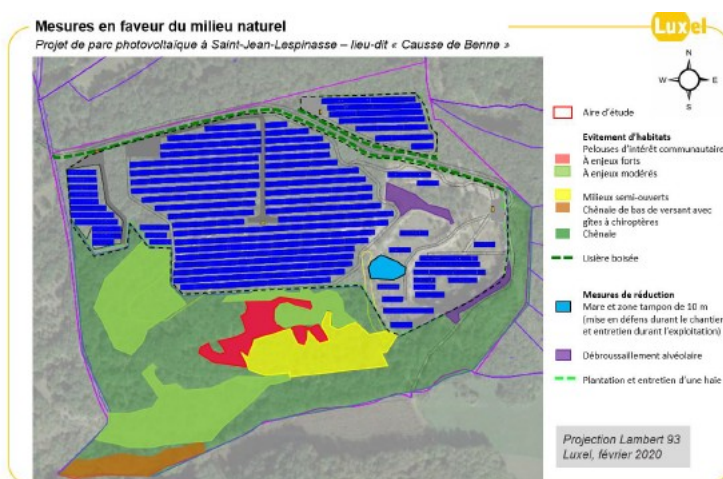 Mesures en faveur du milieu naturel
Luxel
Projet de parc photovoltaïque à Saint-Jean-Lespinasse – lieu-dit « Causse de Benne »
N
W
E
S
Aire d'étude
Evitement d'habitats
Pelouses d'intérêt communautaire
À enjeux forts
À enjeux modérés
Milieux semi-ouverts
Chênaie de bas de versant avec
gîtes à chiroptères
Chênaie
Lisière boisée
Mesures de réduction
Mare et zone tampon de 10 m
(mise en défens durant le chantier
et entretien durant l'exploitation)
Débroussaillement alvéolaire
Plantation et entretien d'une haie
Projection Lambert 93
Luxel, février 2020